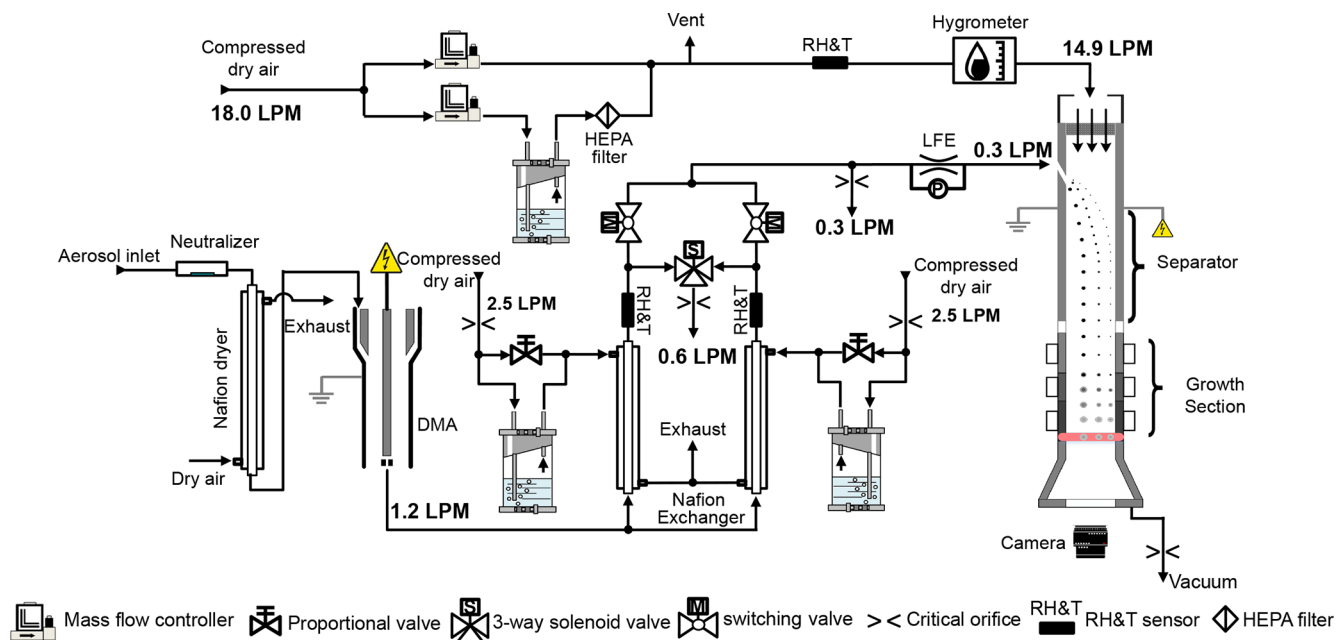 Vent
Hygrometer
RH&T
14.9 LPM
Compressed
dry air
18.0 LPM
HEPA
filter
LFE
0.3 LPM
P
M
M
0.3 LPM
S
Neutralizer
Aerosol inlet
Compressed
dry air
Compressed
dry air
Separator
2.5 LPM
2.5 LPM
RH&T
RH&T
Exhaust
0.6 LPM
Nafion dryer
Growth
Section
DMA
Exhaust
Dry air
Nafion
Exchanger
1.2 LPM
Camera
Vacuum
Mass flow controller
Proportional valve
S
3-way solenoid valve
M
switching valve
Critical orifice
RH&T
RH&T sensor
HEPA filter